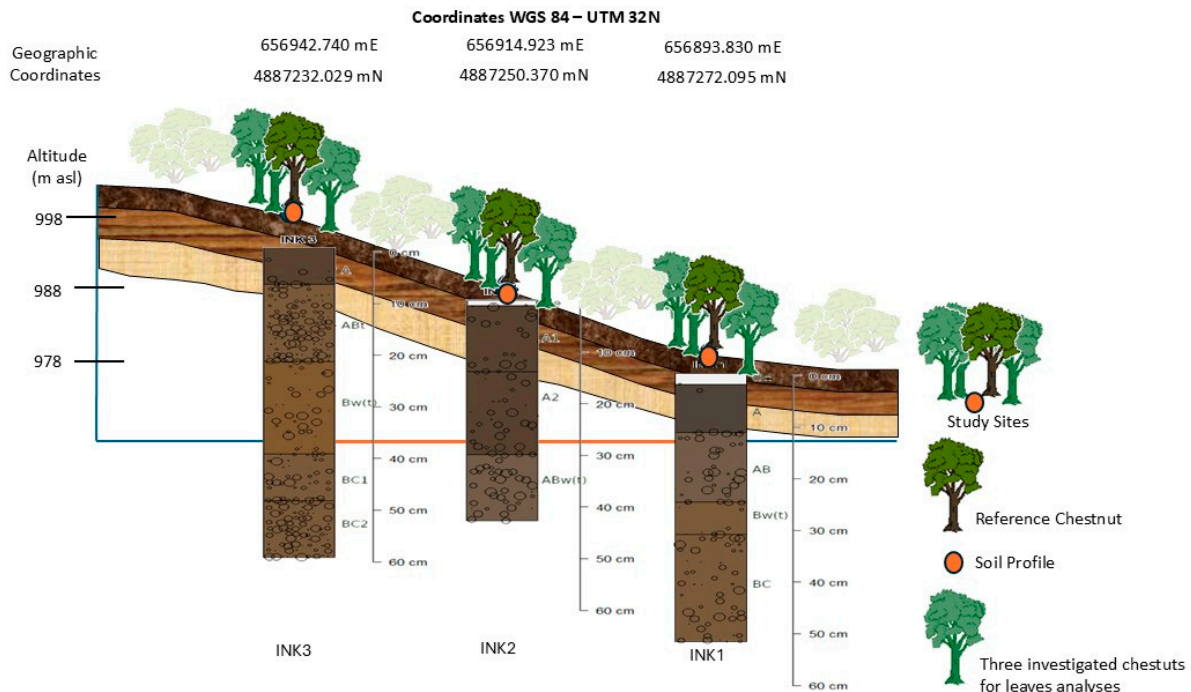 Coordinates WGS 84 – UTM 32N
Geographic
Coordinates
656942.740 mE
4887232.029 mN
656914.923 mE
4887250.370 mN
656893.830 mE
4887272.095 mN
Altitude
(m asl)
998
988
978
INK 3
A
ABt
Bw(t)
BC1
BC2
0 cm
10 cm
20 cm
30 cm
40 cm
50 cm
60 cm
INK3
A1
A2
ABw(t)
10 cm
20 cm
30 cm
40 cm
50 cm
60 cm
INK2
A
AB
Bw(t)
BC
0 cm
10 cm
20 cm
30 cm
40 cm
50 cm
60 cm
INK1
Study Sites
Reference Chestnut
Soil Profile
Three investigated chestuts
for leaves analyses